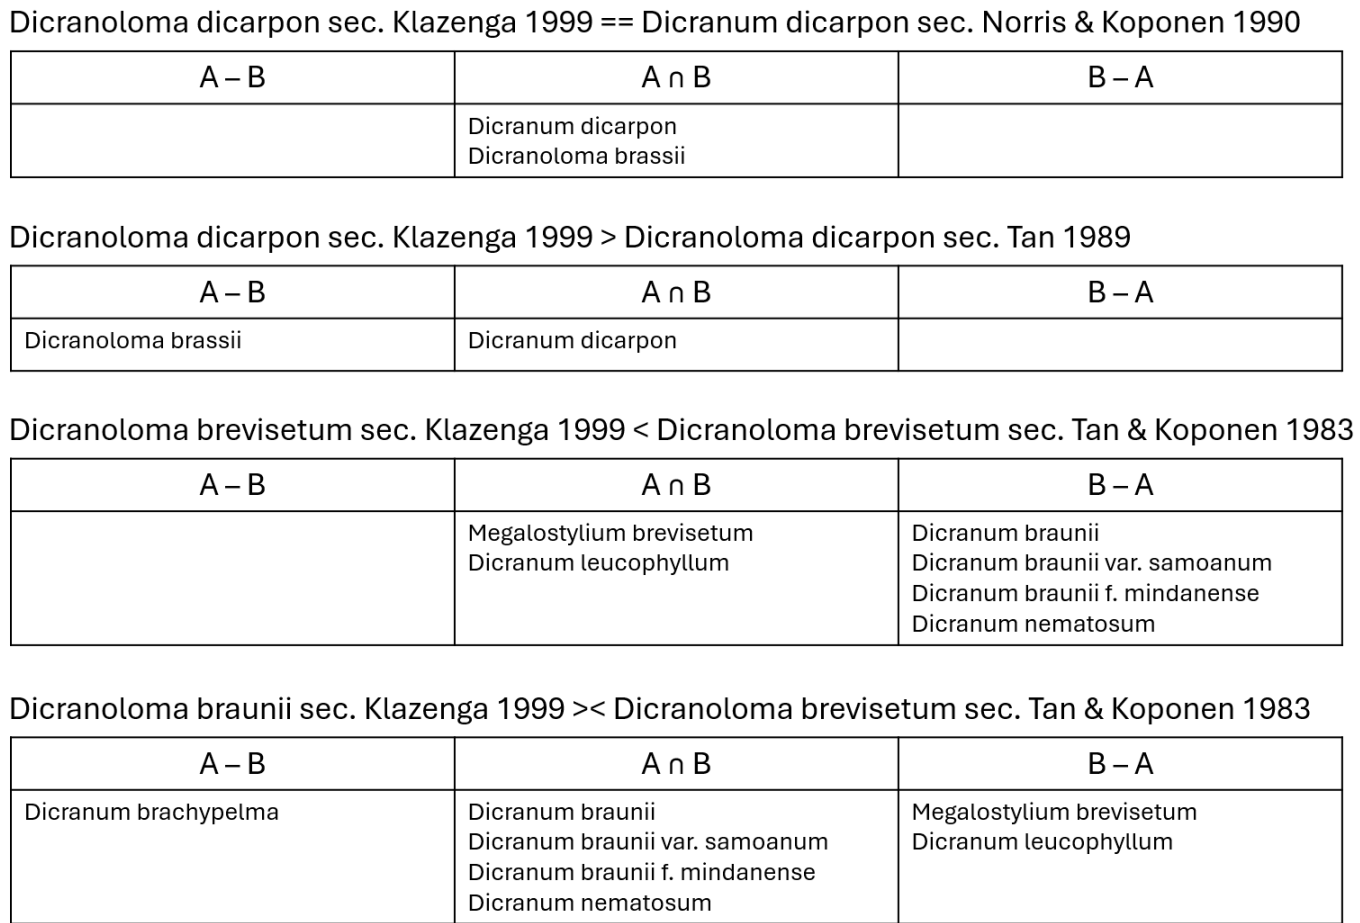 Dicranoloma dicarpon sec. Klazenga 1999 == Dicranum dicarpon sec. Norris & Koponen 1990
A – B A ∩ B B – A
Dicranum dicarpon
Dicranoloma brassii
Dicranoloma dicarpon sec. Klazenga 1999 > Dicranoloma dicarpon sec. Tan 1989
A – B A ∩ B B – A
Dicranoloma brassii Dicranum dicarpon
Dicranoloma brevisetum sec. Klazenga 1999 < Dicranoloma brevisetum sec. Tan & Koponen 1983
A – B A ∩ B B – A
Megalostylium brevisetum Dicranum braunii
Dicranum leucophyllum Dicranum braunii var. samoanum
Dicranum braunii f. mindanense
Dicranum nematosum
Dicranoloma braunii sec. Klazenga 1999 >< Dicranoloma brevisetum sec. Tan & Koponen 1983
A – B A ∩ B B – A
Dicranum brachypelma Dicranum braunii Megalostylium brevisetum
Dicranum braunii var. samoanum Dicranum leucophyllum
Dicranum braunii f. mindanense
Dicranum nematosum